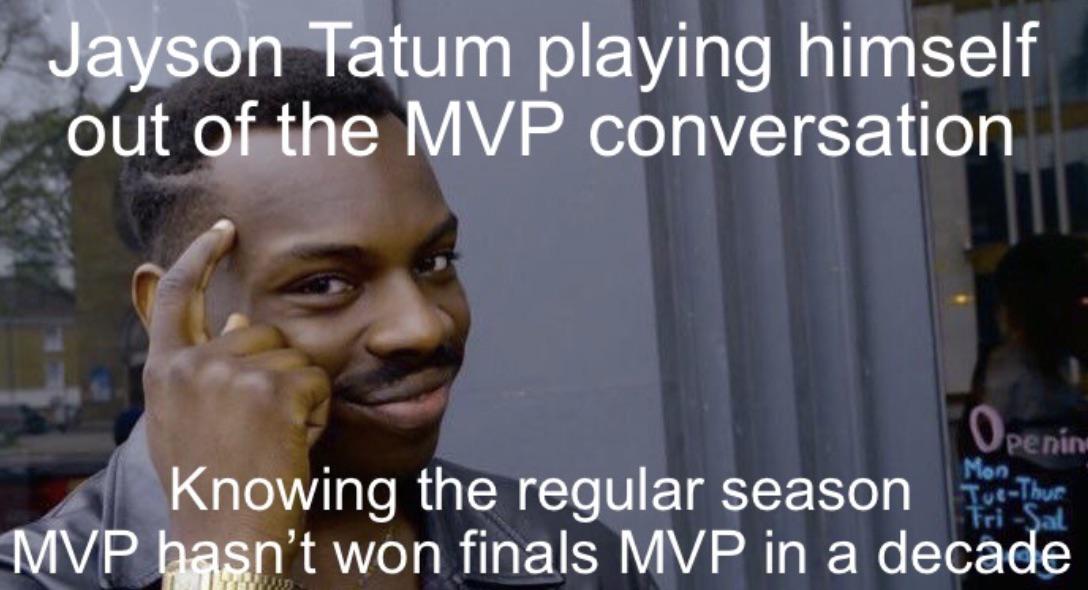 Jayson Tatum playing himself
out of the MVP conversation
Opening
Mon
Tue-Thur
Fri -Sat
Knowing the regular season
MVP hasn’t won finals MVP in a decade